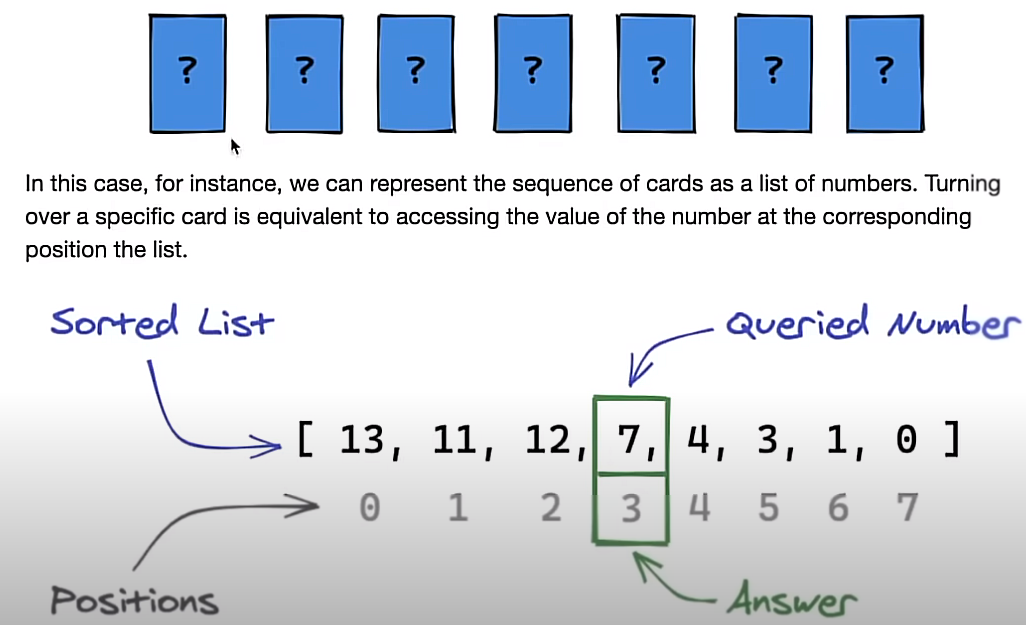 ? ? ? ? ? ? ?
In this case, for instance, we can represent the sequence of cards as a list of numbers. Turning
over a specific card is equivalent to accessing the value of the number at the corresponding
position the list.
Sorted List
Queried Number
[ 13, 11, 12, 7, 4, 3, 1, 0 ]
0 1 2 3 4 5 6 7
Positions
Answer